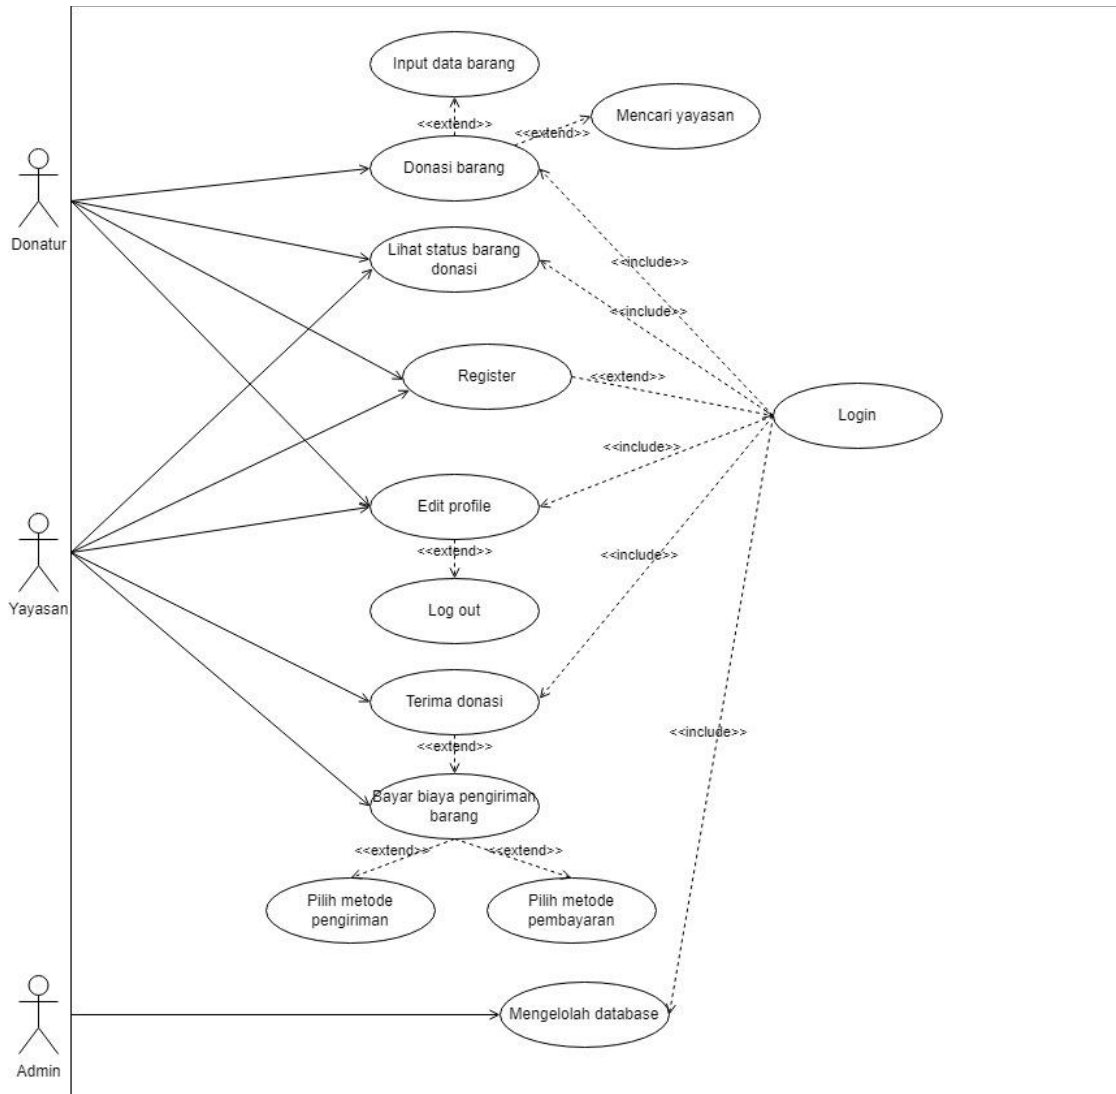 Input data barang
<<extend>>
Mencari yayasan
<<extend>>
Donasi barang
Donatur
Lihat status barang
donasi
<<include>>
<<include>>
Register
<<extend>>
Login
<<include>>
Edit profile
<<extend>>
<<include>>
Yayasan
Log out
Terima donasi
<<include>>
<<extend>>
Bayar biaya pengiriman
barang
<<extend>>
<<extend>>
Pilih metode
pengiriman
Pilih metode
pembayaran
Mengelolah database
Admin